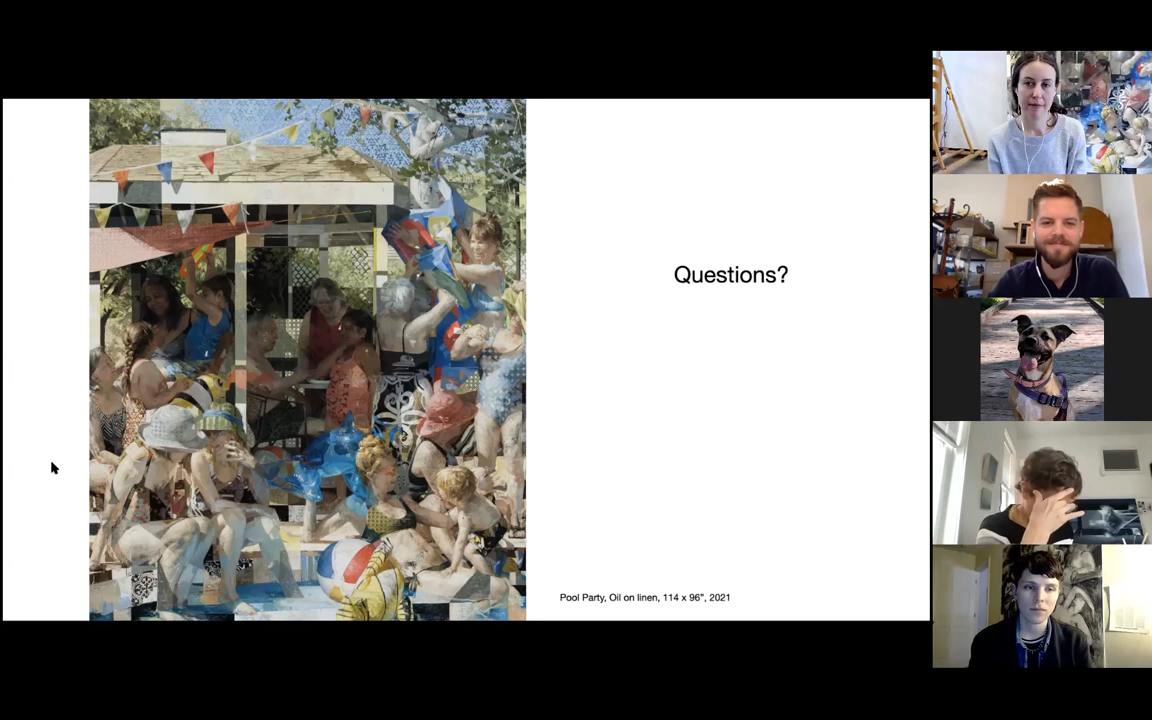 Questions?
Pool Party, Oil on linen, 114 x 96”, 2021